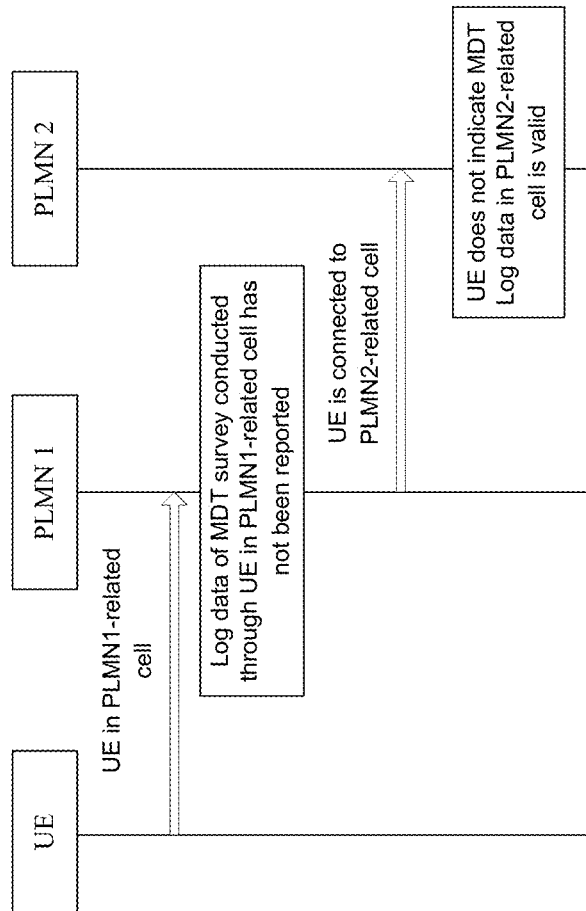 UE
PLMN 1
PLMN 2
UE in PLMN1-related
cell
Log data of MDT survey conducted
through UE in PLMN1-related cell has
not been reported
UE is connected to
PLMN2-related cell
UE does not indicate MDT
Log data in PLMN2-related
cell is valid